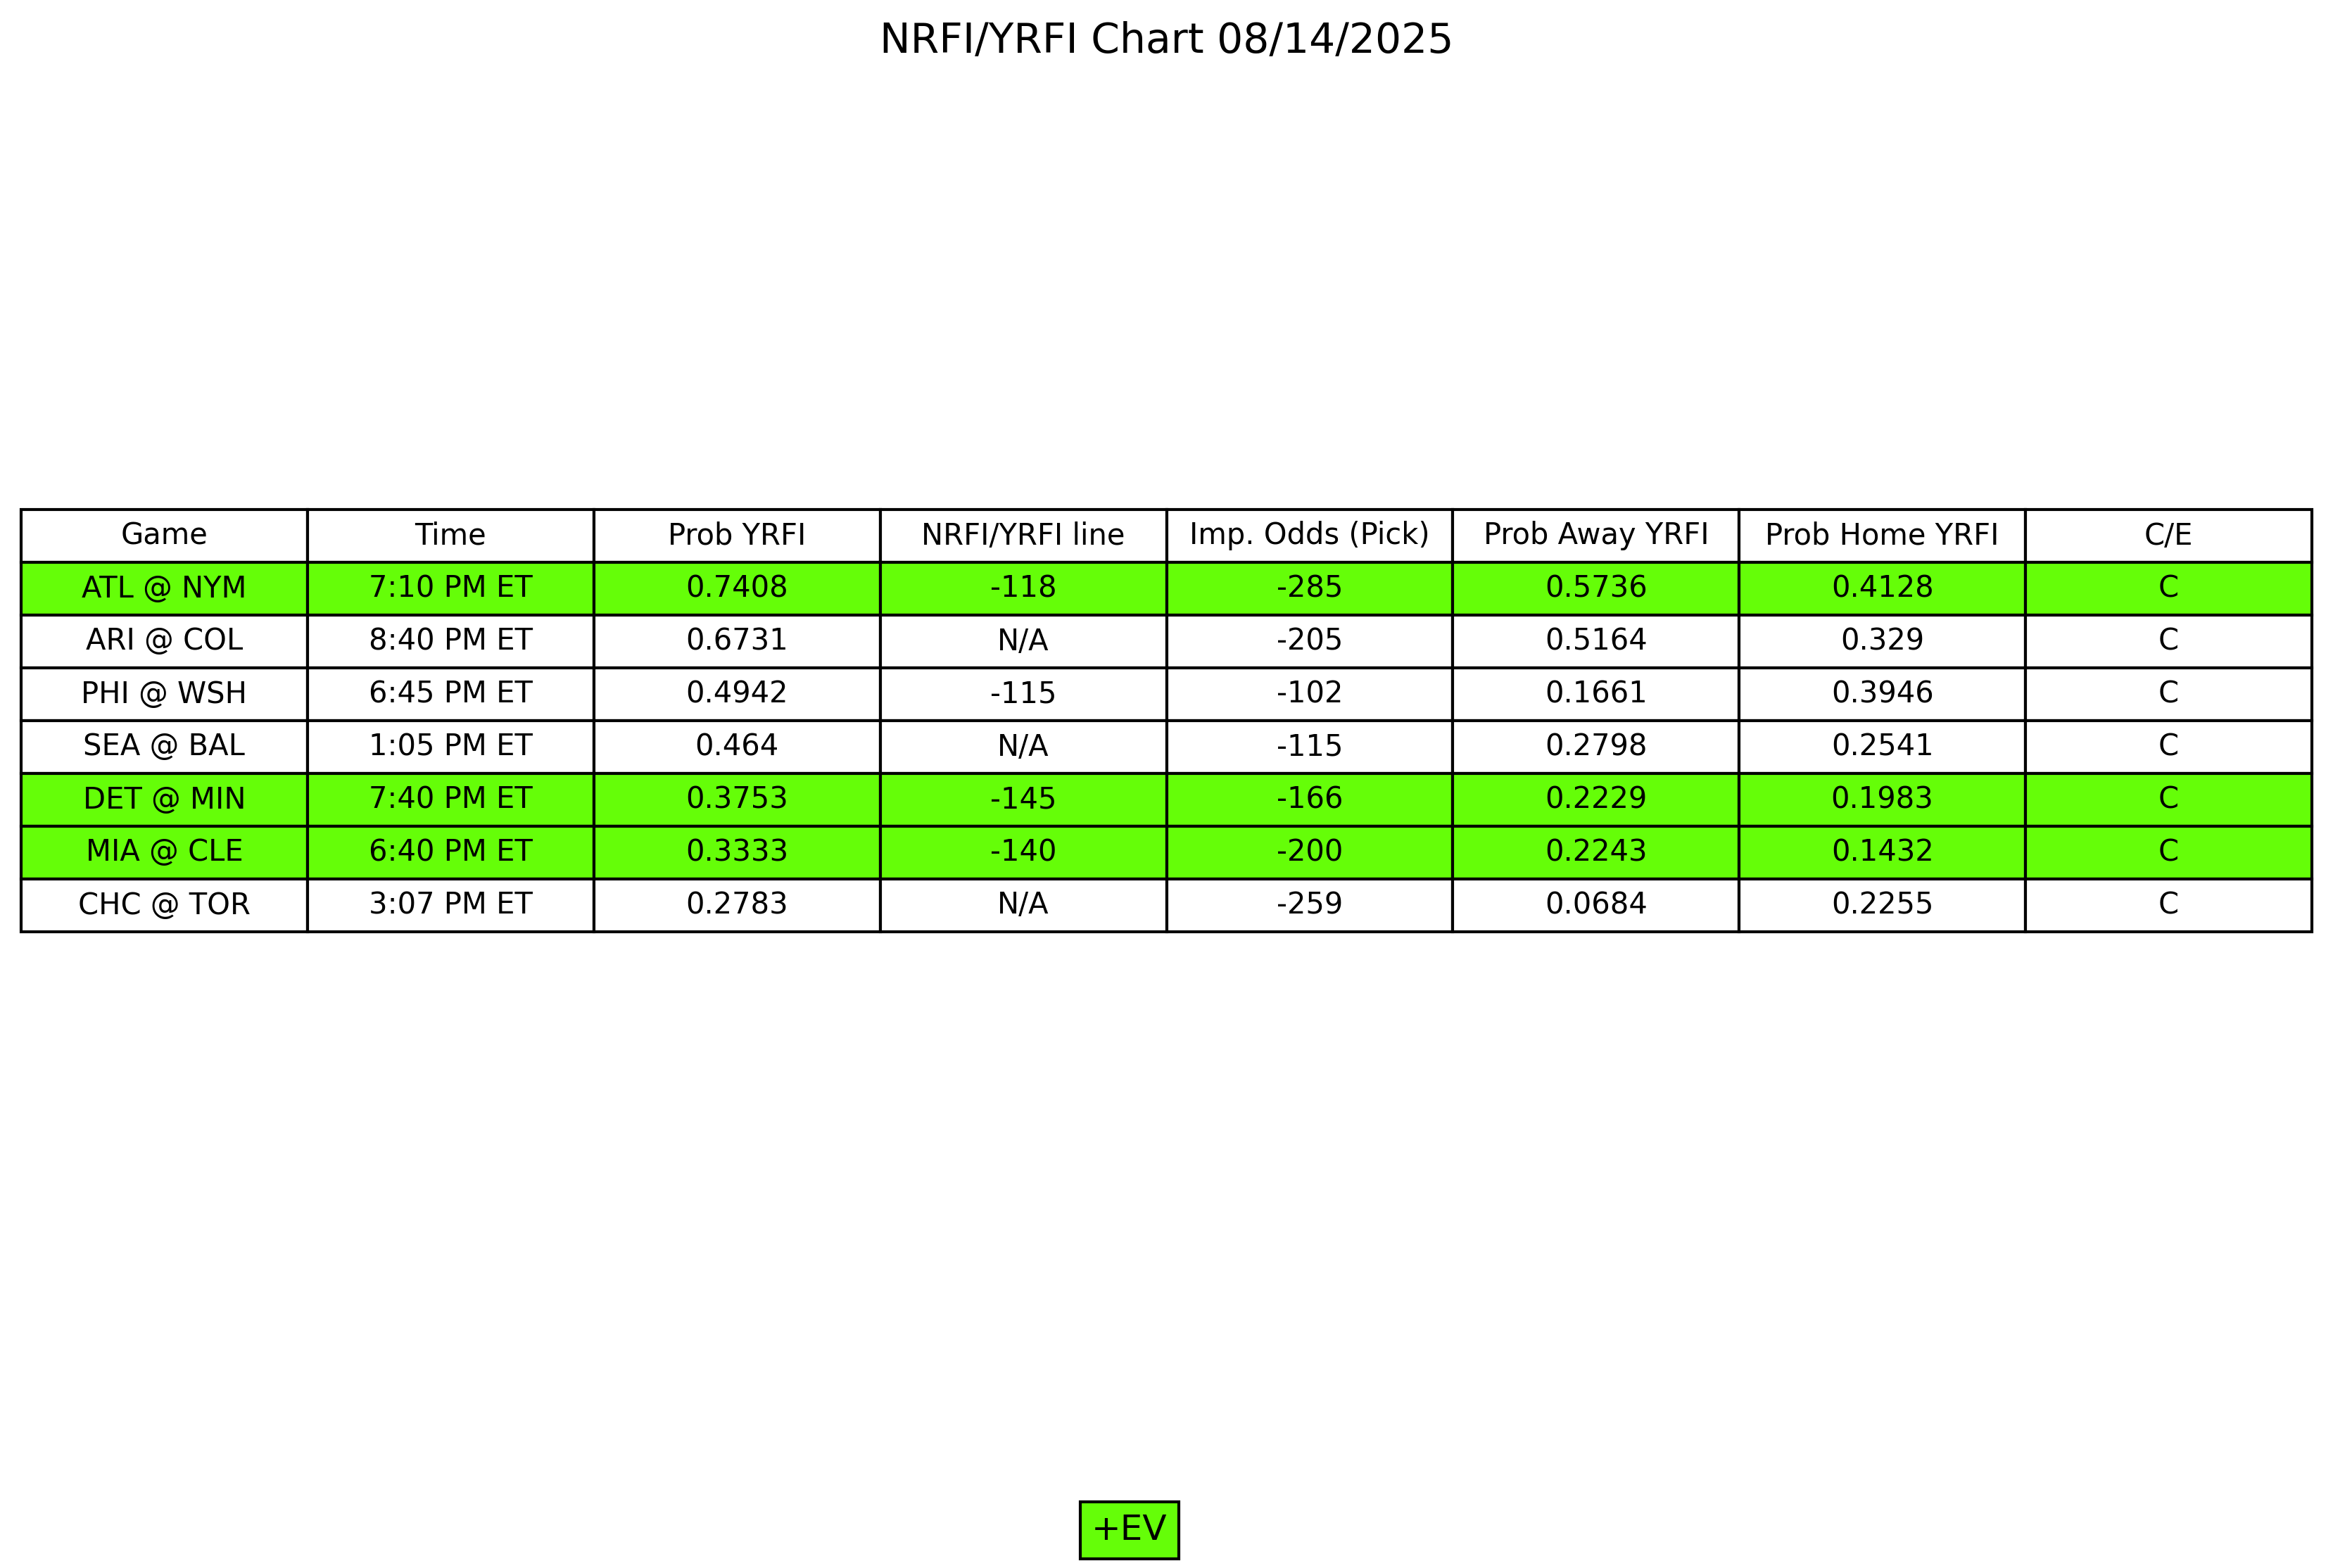 NRFI/YRFI Chart 08/14/2025
Game Time Prob YRFI NRFI/YRFI line Imp. Odds (Pick) Prob Away YRFI Prob Home YRFI C/E
ATL @ NYM 7:10 PM ET 0.7408 -118 -285 0.5736 0.4128 C
ARI @ COL 8:40 PM ET 0.6731 N/A -205 0.5164 0.329 C
PHI @ WSH 6:45 PM ET 0.4942 -115 -102 0.1661 0.3946 C
SEA @ BAL 1:05 PM ET 0.464 N/A -115 0.2798 0.2541 C
DET @ MIN 7:40 PM ET 0.3753 -145 -166 0.2229 0.1983 C
MIA @ CLE 6:40 PM ET 0.3333 -140 -200 0.2243 0.1432 C
CHC @ TOR 3:07 PM ET 0.2783 N/A -259 0.0684 0.2255 C
+EV